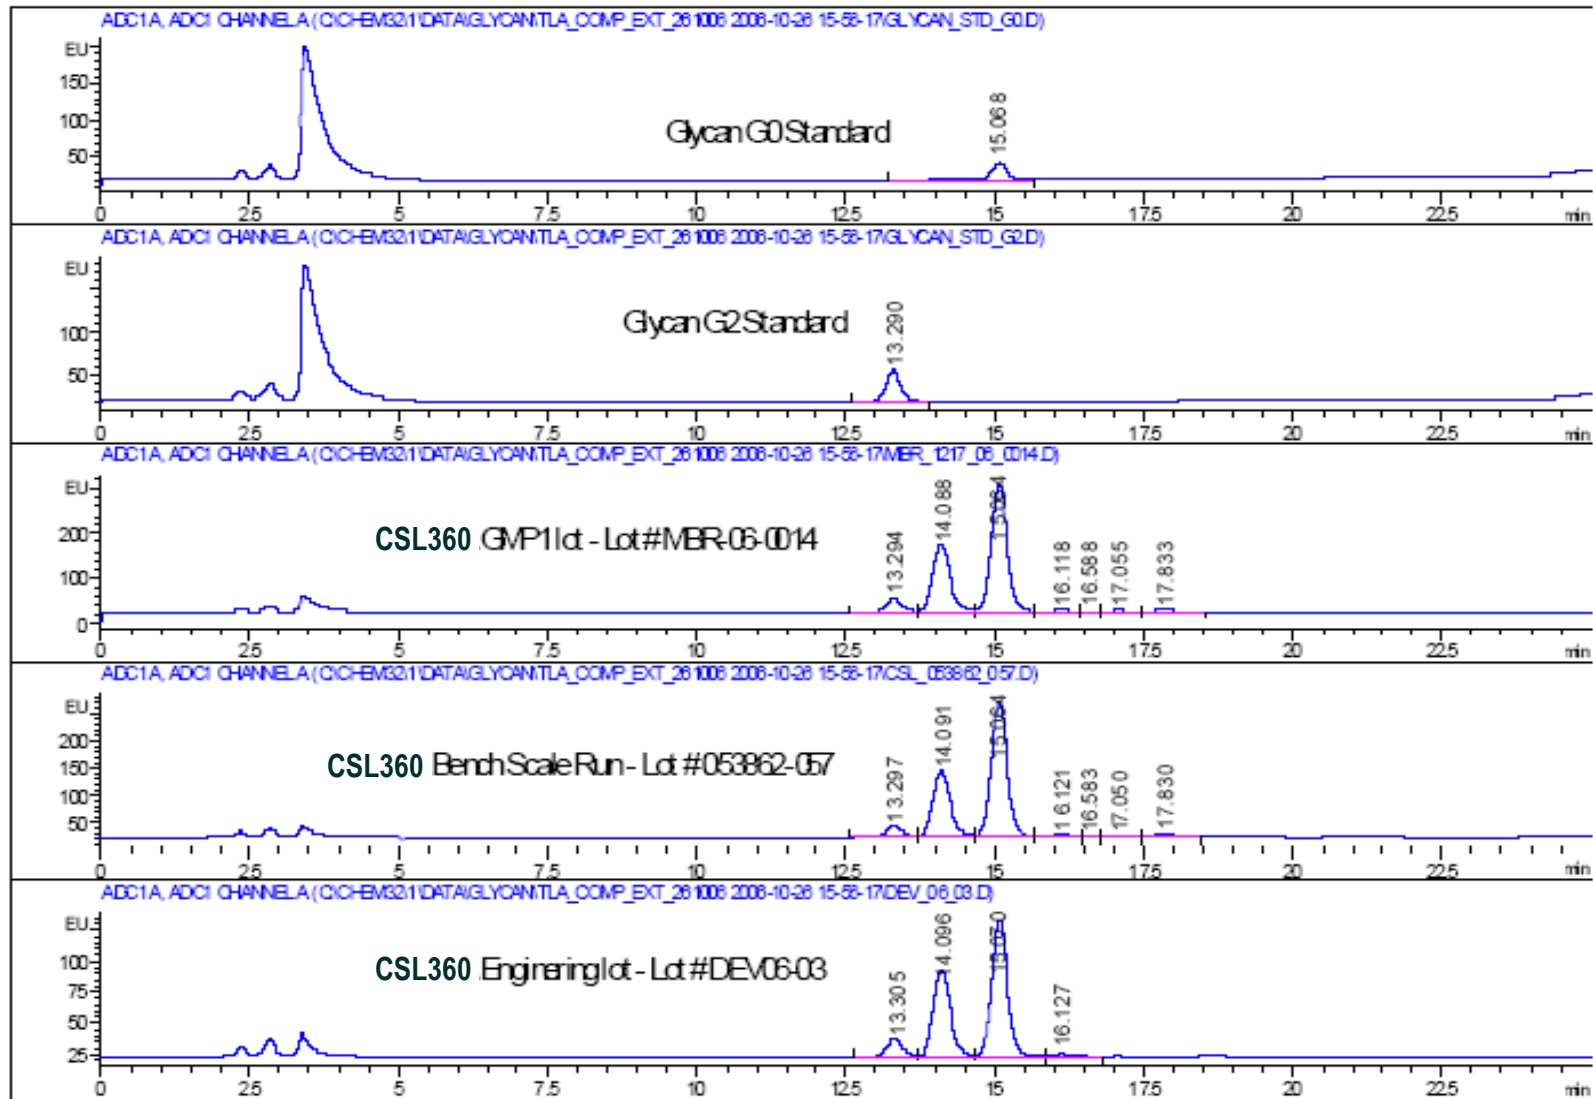 ADC1 A, ADC1 CHANNEL A (C:\CHEM32\1\DATA\GLYCAN\TLA_COMP_EXT_261006 2006-10-26 15-56-17\GLYCAN_STD_G0.D)
EU
150
100
50
Glycan G0 Standard
15.068
0 2.5 5 7.5 10 12.5 15 17.5 20 22.5 min
ADC1 A, ADC1 CHANNEL A (C:\CHEM32\1\DATA\GLYCAN\TLA_COMP_EXT_261006 2006-10-26 15-56-17\GLYCAN_STD_G2.D)
EU
100
50
Glycan G2 Standard
13.290
0 2.5 5 7.5 10 12.5 15 17.5 20 22.5 min
ADC1 A, ADC1 CHANNEL A (C:\CHEM32\1\DATA\GLYCAN\TLA_COMP_EXT_261006 2006-10-26 15-56-17\MBR_1217_06_0014.D)
EU
200
100
0
CSL360 GMP1 lot - Lot # MBR-06-0014
13.294 14.088 15.064 16.118 16.588 17.055 17.833
0 2.5 5 7.5 10 12.5 15 17.5 20 22.5 min
ADC1 A, ADC1 CHANNEL A (C:\CHEM32\1\DATA\GLYCAN\TLA_COMP_EXT_261006 2006-10-26 15-56-17\CSL_053862_057.D)
EU
200
150
100
50
CSL360 Bench Scale Run - Lot # 053862-057
13.297 14.091 15.064 16.121 16.583 17.050 17.830
0 2.5 5 7.5 10 12.5 15 17.5 20 22.5 min
ADC1 A, ADC1 CHANNEL A (C:\CHEM32\1\DATA\GLYCAN\TLA_COMP_EXT_261006 2006-10-26 15-56-17\DEV_06_03.D)
EU
100
75
50
25
CSL360 Enginering lot - Lot # DEV06-03
13.305 14.096 15.070 16.127
0 2.5 5 7.5 10 12.5 15 17.5 20 22.5 min